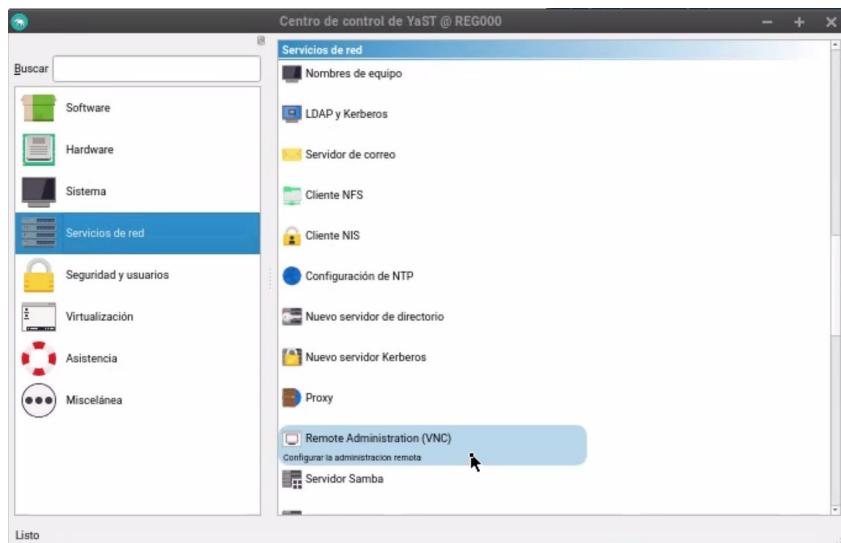 Centro de control de YaST @ REG000
Buscar
Software
Hardware
Sistema
Servicios de red
Seguridad y usuarios
Virtualización
Asistencia
Miscelánea
Servicios de red
Nombres de equipo
LDAP y Kerberos
Servidor de correo
Cliente NFS
Cliente NIS
Configuración de NTP
Nuevo servidor de directorio
Nuevo servidor Kerberos
Proxy
Remote Administration (VNC)
Configurar la administracion remota
Servidor Samba
Listo